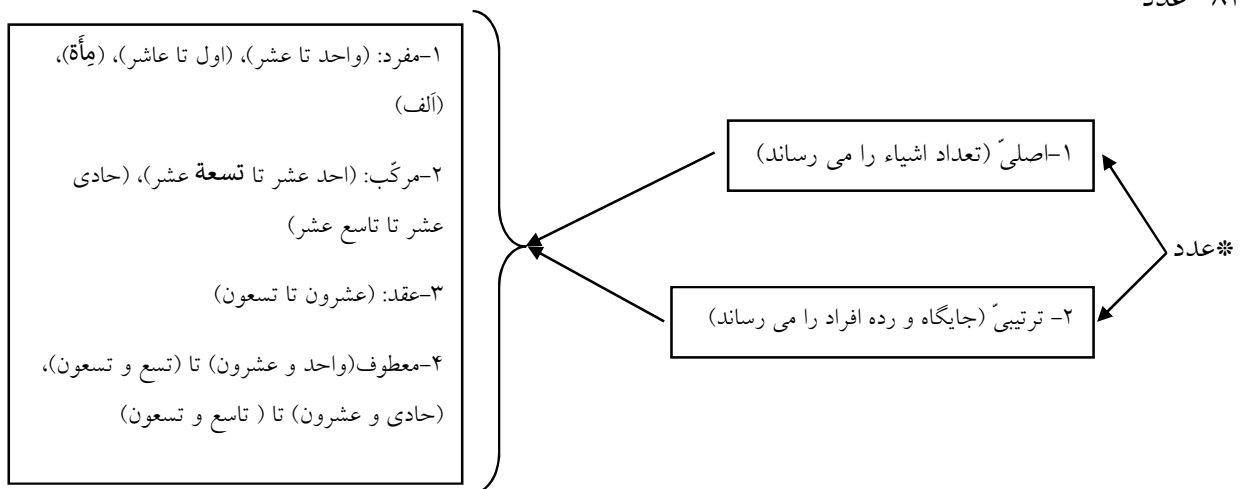 *عدد
۱-اصلیّ (تعداد اشیاء را می رساند)
۲- ترتیبیّ (جایگاه و رده افراد را می رساند)
۱-مفرد: (واحد تا عشر)، (اول تا عاشر)، (مِأَة)،
(اَلف)
۲-مرکّب: (احد عشر تا تسعة عشر)، (حادی
عشر تا تاسع عشر)
۳-عقد: (عشرون تا تسعون)
۴-معطوف(واحد و عشرون) تا (تسع و تسعون)،
(حادی و عشرون) تا ( تاسع و تسعون)